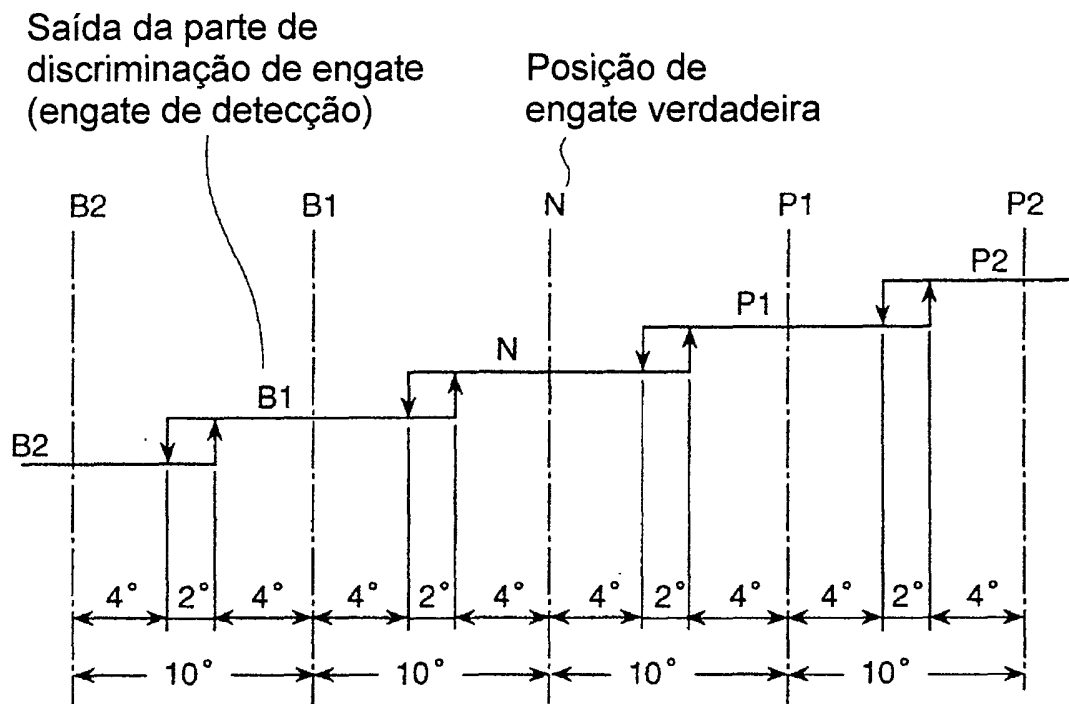 Saída da parte de
discriminação de engate
(engate de detecção)
Posição de
engate verdadeira
B2 B1 N P1 P2
P2
P1
N
B1
B2
4° 2° 4° 4° 2° 4° 4° 2° 4° 4° 2° 4°
10° 10° 10° 10°